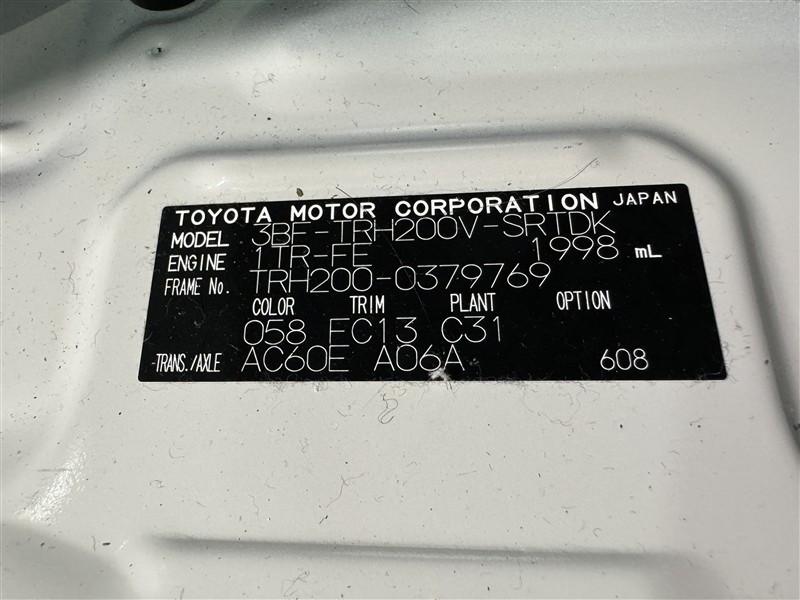 TOYOTA MOTOR CORPORATION JAPAN
MODEL 3BF-TRH200V-SRTDK
ENGINE 1TR-FE 1998 mL
FRAME No. TRH200-0379769
COLOR TRIM PLANT OPTION
058 FC13 C31
TRANS./AXLE AC60E A06A 608